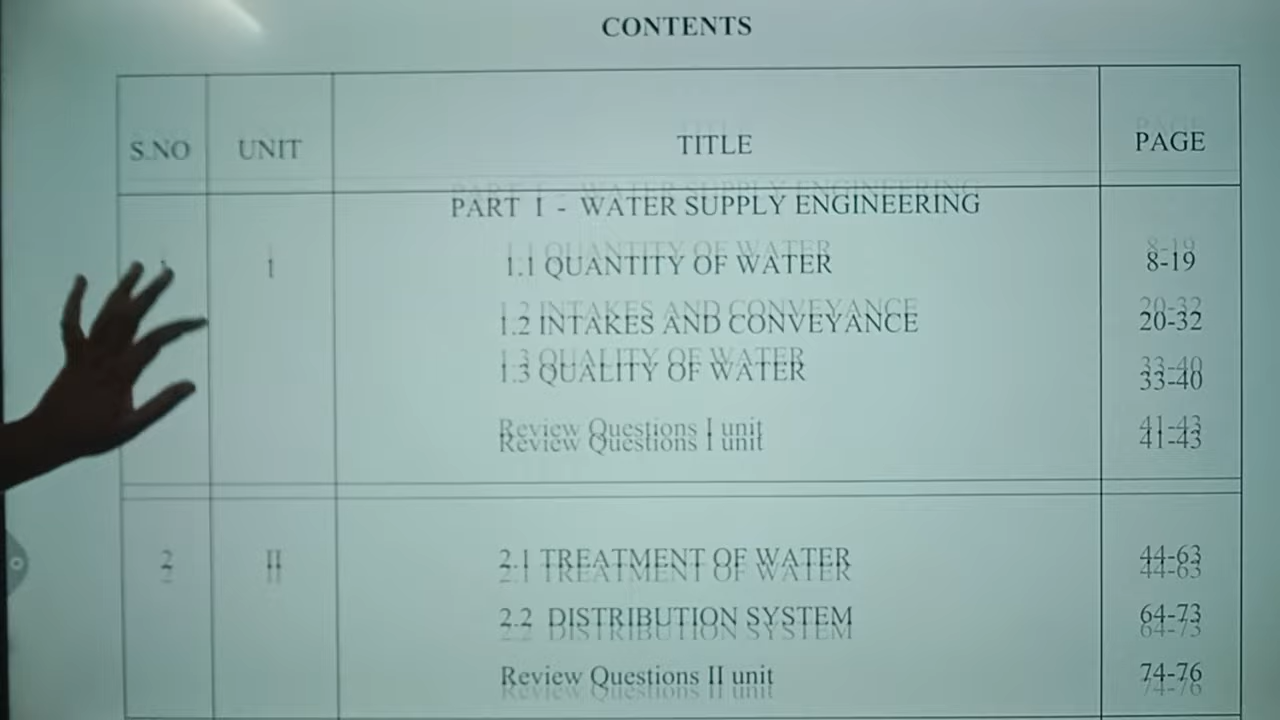 CONTENTS
S.NO UNIT TITLE PAGE
PART I - WATER SUPPLY ENGINEERING
1 I 1.1 QUANTITY OF WATER 8-19
1.2 INTAKES AND CONVEYANCE 20-32
1.3 QUALITY OF WATER 33-40
Review Questions I unit 41-43
2 II 2.1 TREATMENT OF WATER 44-63
2.2 DISTRIBUTION SYSTEM 64-73
Review Questions II unit 74-76